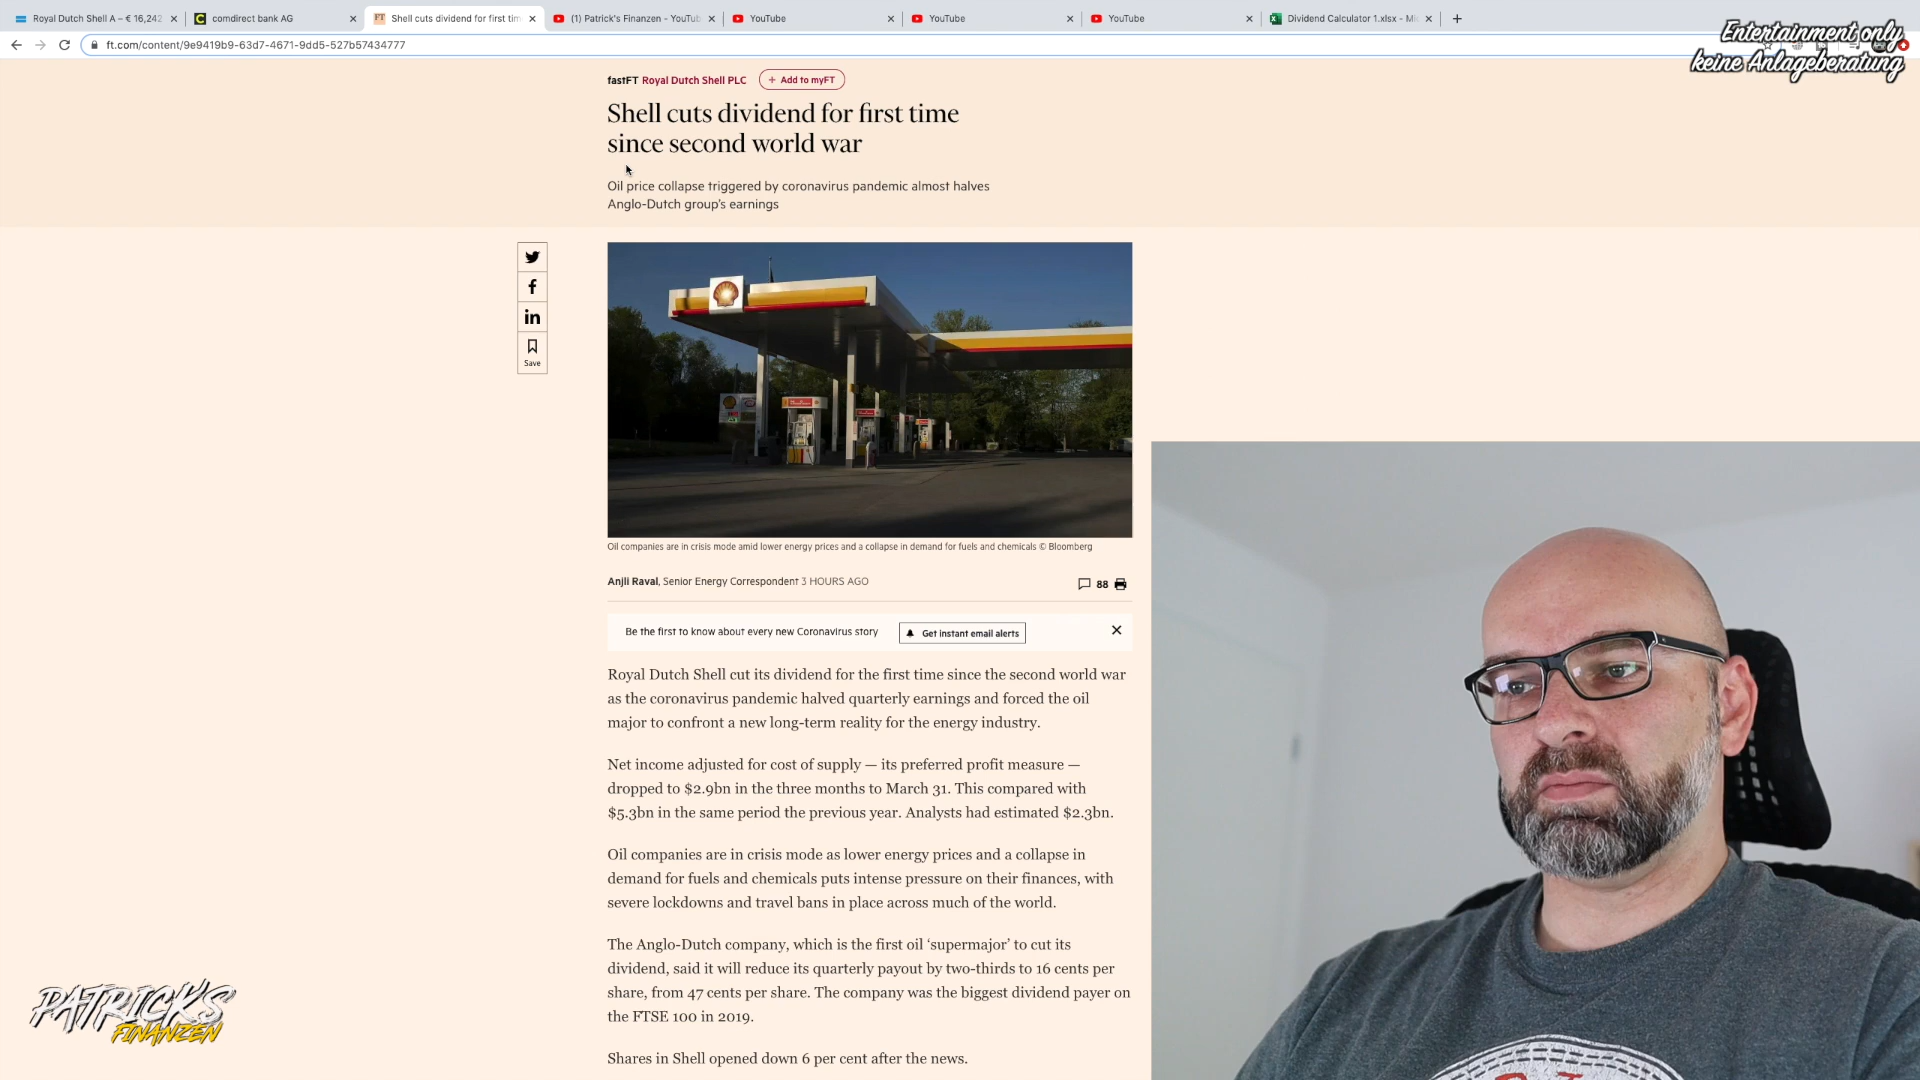 Royal Dutch Shell A – € 16,242
comdirect bank AG
Shell cuts dividend for first tim
(1) Patrick's Finanzen - YouTub
YouTube
YouTube
YouTube
Dividend Calculator 1.xlsx - Mi
ft.com/content/9e9419b9-63d7-4671-9dd5-527b57434777
Entertainment only
keine Anlageberatung
fastFT Royal Dutch Shell PLC + Add to myFT
Shell cuts dividend for first time
since second world war
Oil price collapse triggered by coronavirus pandemic almost halves
Anglo-Dutch group's earnings
Save
Oil companies are in crisis mode amid lower energy prices and a collapse in demand for fuels and chemicals © Bloomberg
Anjli Raval, Senior Energy Correspondent 3 HOURS AGO
88
Be the first to know about every new Coronavirus story
Get instant email alerts
Royal Dutch Shell cut its dividend for the first time since the second world war
as the coronavirus pandemic halved quarterly earnings and forced the oil
major to confront a new long-term reality for the energy industry.
Net income adjusted for cost of supply — its preferred profit measure —
dropped to $2.9bn in the three months to March 31. This compared with
$5.3bn in the same period the previous year. Analysts had estimated $2.3bn.
Oil companies are in crisis mode as lower energy prices and a collapse in
demand for fuels and chemicals puts intense pressure on their finances, with
severe lockdowns and travel bans in place across much of the world.
The Anglo-Dutch company, which is the first oil ‘supermajor’ to cut its
dividend, said it will reduce its quarterly payout by two-thirds to 16 cents per
share, from 47 cents per share. The company was the biggest dividend payer on
the FTSE 100 in 2019.
Shares in Shell opened down 6 per cent after the news.
PATRICKS
FINANZEN